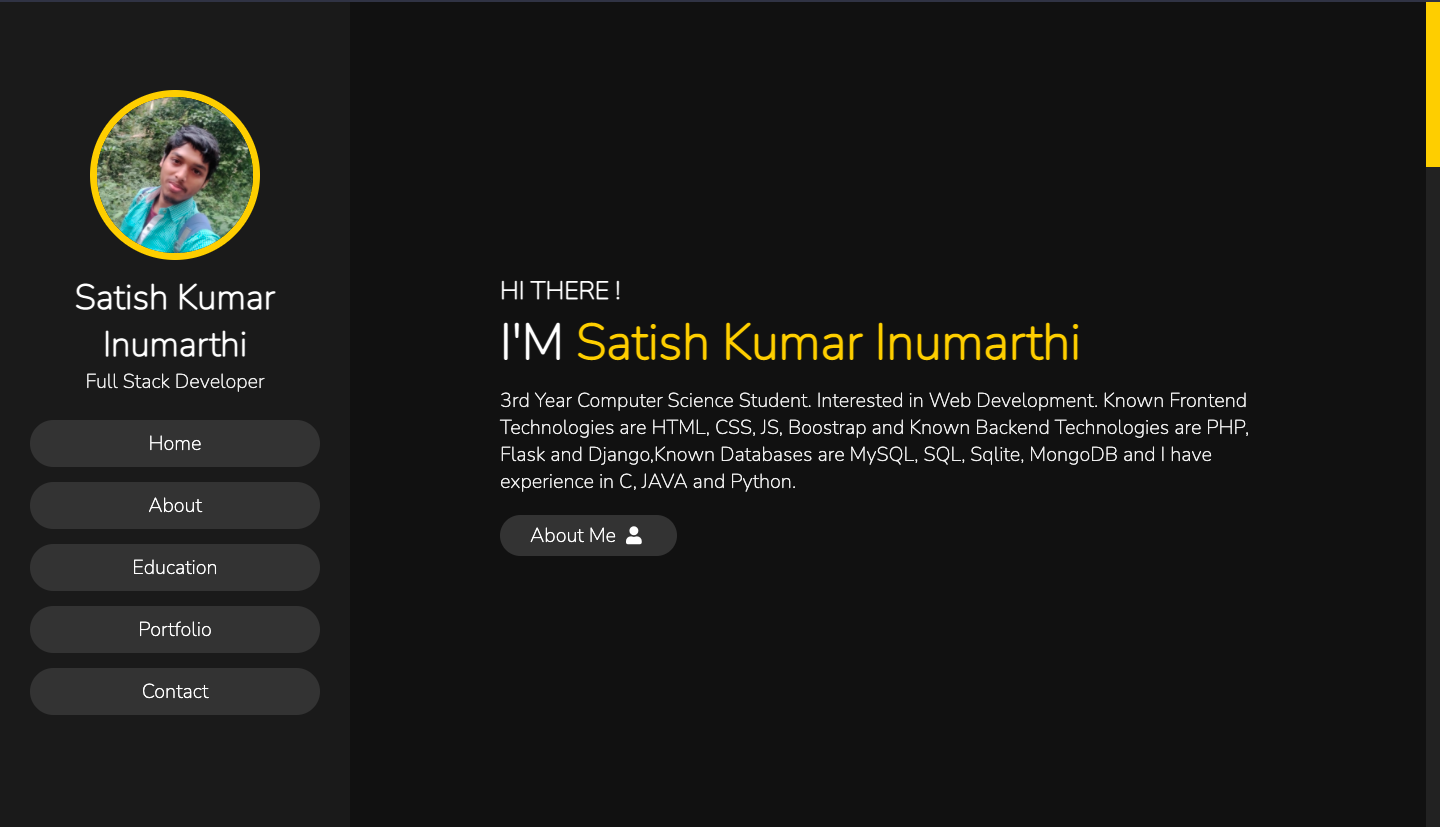 Satish Kumar
Inumarthi
Full Stack Developer
Home
About
Education
Portfolio
Contact
HI THERE !
I'M Satish Kumar Inumarthi
3rd Year Computer Science Student. Interested in Web Development. Known Frontend
Technologies are HTML, CSS, JS, Boostrap and Known Backend Technologies are PHP,
Flask and Django,Known Databases are MySQL, SQL, Sqlite, MongoDB and I have
experience in C, JAVA and Python.
About Me